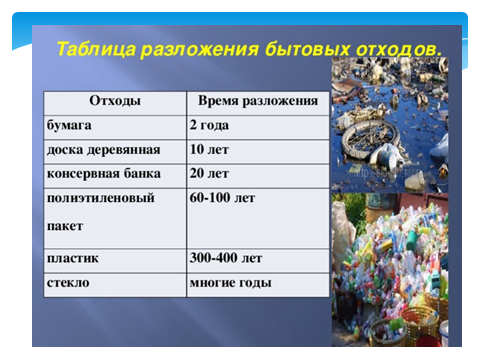 Таблица разложения бытовых отходов.
Отходы Время разложения
бумага 2 года
доска деревянная 10 лет
консервная банка 20 лет
полиэтиленовый 60-100 лет
пакет
пластик 300-400 лет
стекло многие годы